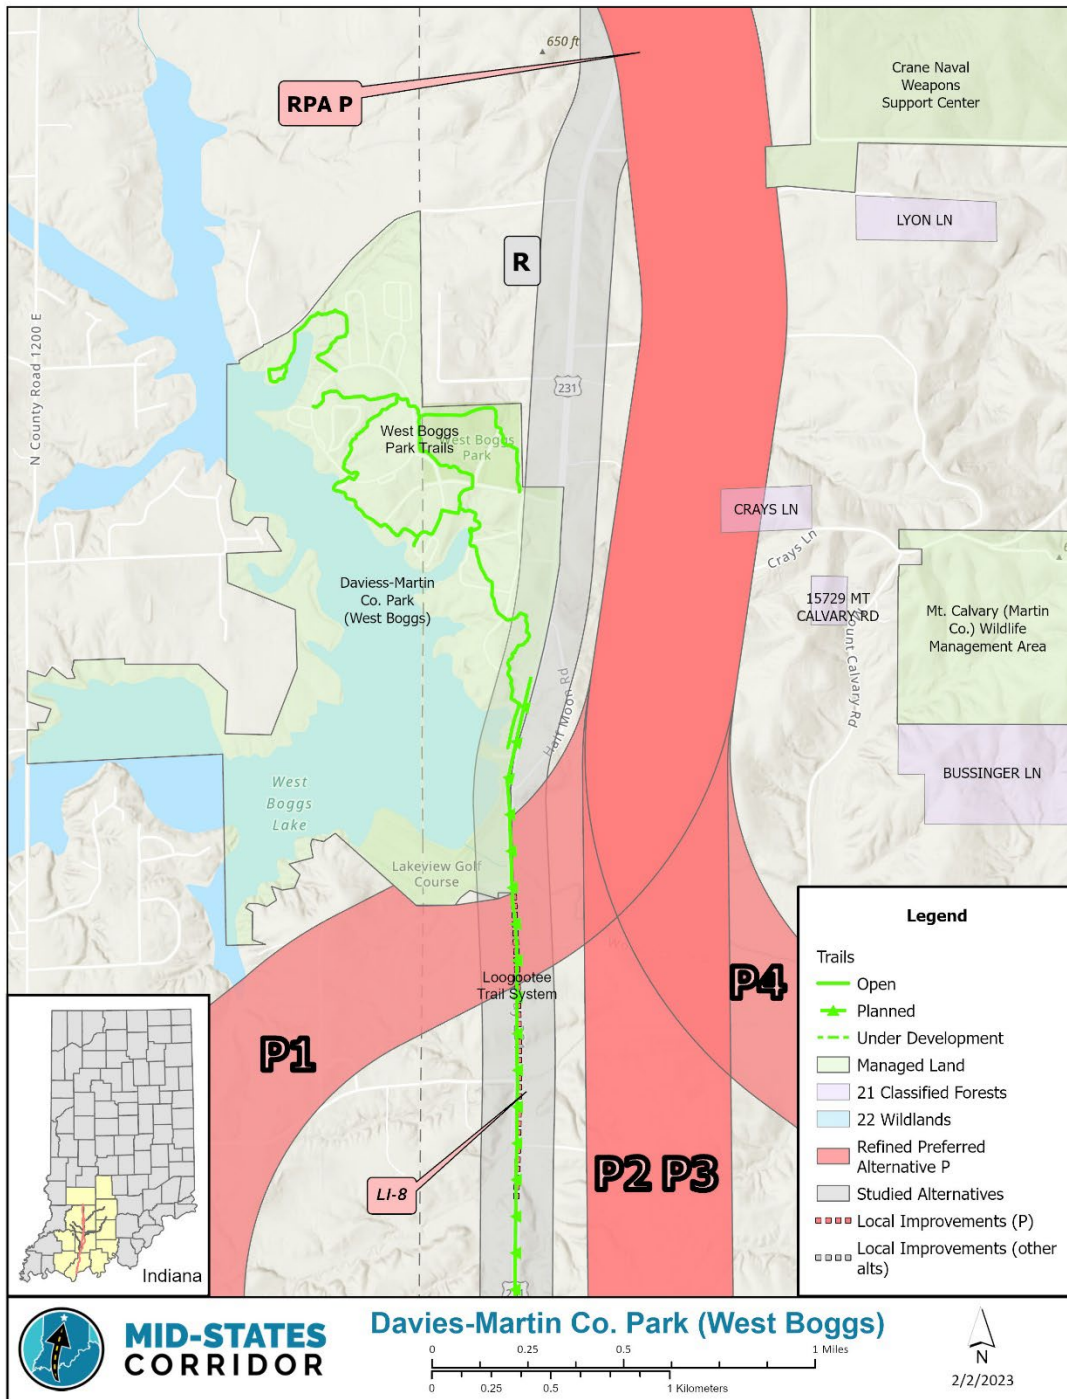 650 ft
RPA P
Crane Naval
Weapons
Support Center
LYON LN
R
N County Road 1200 E
231
West Boggs
Park Trails
West Boggs
Park
CRAYS LN
Crays Ln
Daviess-Martin
Co. Park
(West Boggs)
15729 MT
CALVARY RD
Mount Calvary Rd
Mt. Calvary (Martin
Co.) Wildlife
Management Area
Half Moon Rd
BUSSINGER LN
West
Boggs
Lake
Lakeview Golf
Course
Loogootee
Trail System
P4
P1
P2 P3
LI-8
Legend
Trails
Open
Planned
Under Development
Managed Land
21 Classified Forests
22 Wildlands
Refined Preferred
Alternative P
Studied Alternatives
Local Improvements (P)
Local Improvements (other
alts)
Indiana
MID-STATES
CORRIDOR
Davies-Martin Co. Park (West Boggs)
0 0.25 0.5 1 Miles
0 0.25 0.5 1 Kilometers
N
2/2/2023